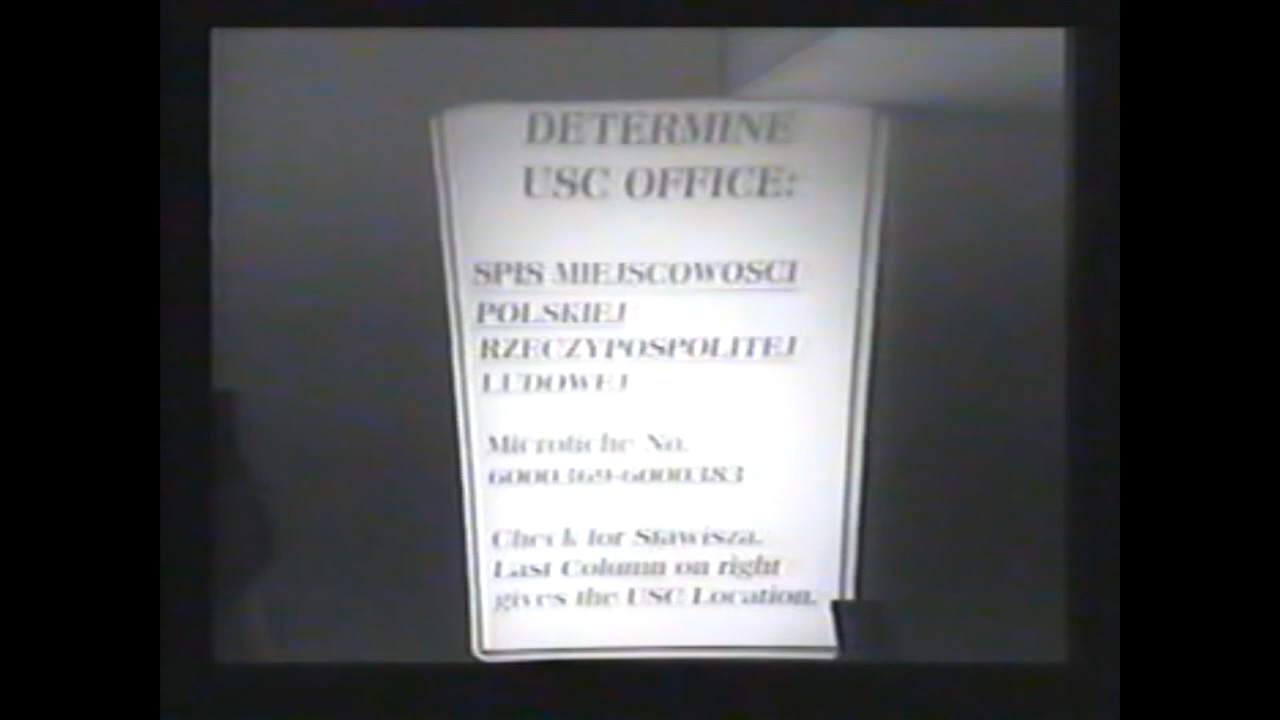 DETERMINE
USC OFFICE:
SPIS MIEJSCOWOSCI
POLSKIEJ
RZECZYPOSPOLITEJ
LUDOWEJ
Microfiche No.
6000369-6000383
Check for Stawisza.
Last Column on right
gives the USC Location.